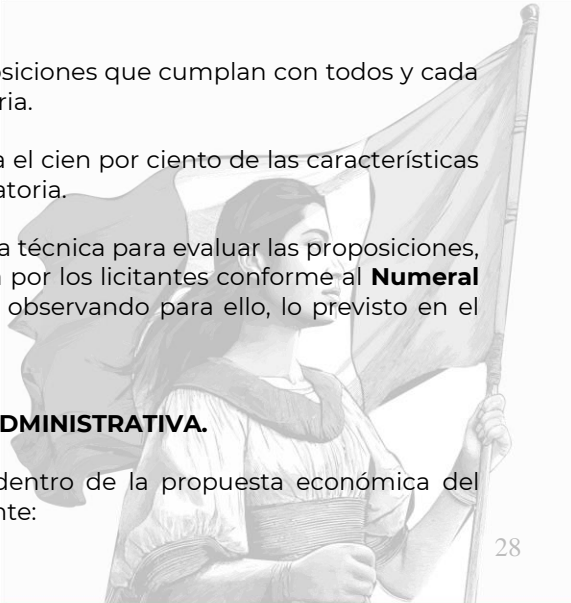 siciones que cumplan con todos y cada
ria.
a el cien por ciento de las características
atoria.
a técnica para evaluar las proposiciones,
por los licitantes conforme al Numeral
observando para ello, lo previsto en el
DMINISTRATIVA.
dentro de la propuesta económica del
nte:
28